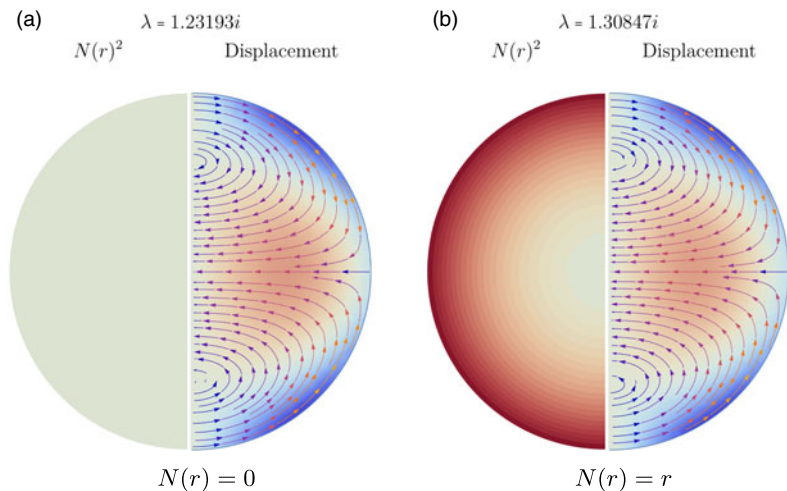 (a)
λ = 1.23193i
N(r)² Displacement
N(r) = 0
(b)
λ = 1.30847i
N(r)² Displacement
N(r) = r